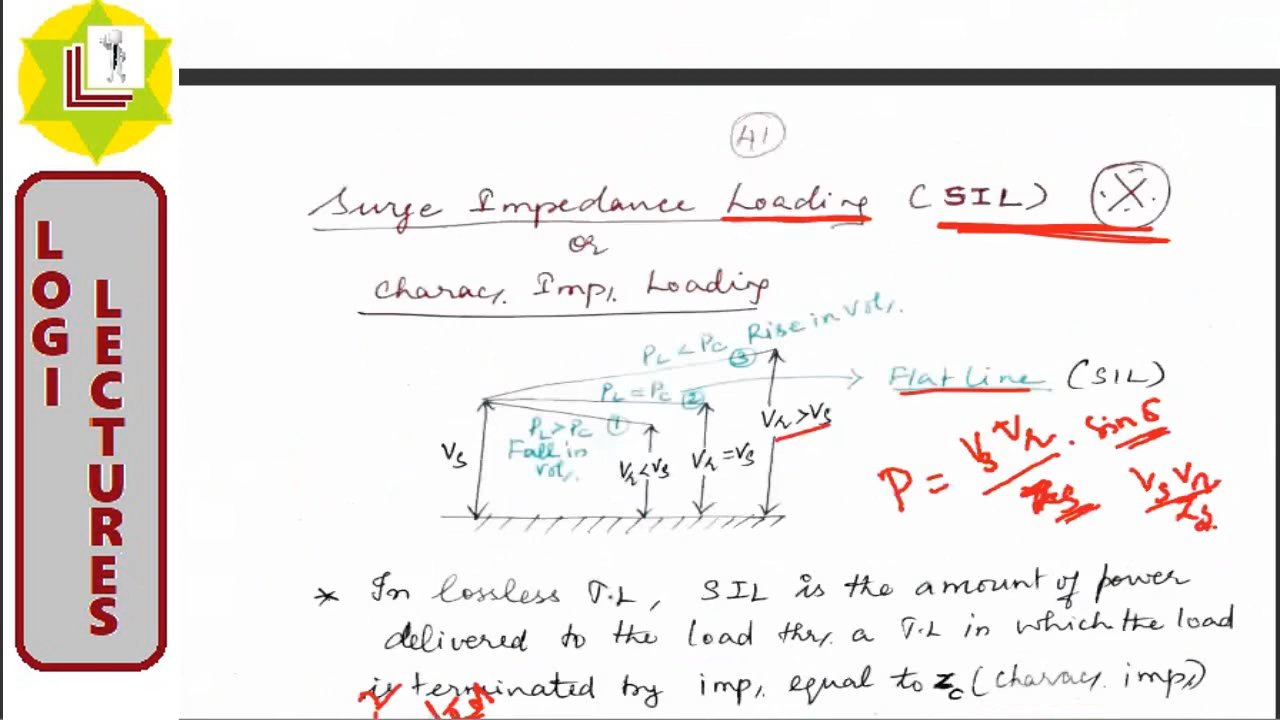 LOGI
LECTURES
41
Surge Impedance Loading (SIL) X
or
Charac. Imp. Loading
PL < PC ③ Rise in Vol.
PL = PC ②
Flat line (SIL)
PL > PC ①
Fall in
vol.
Vs
Vr < Vs
Vr = Vs
Vr > Vs
P = Vs * Vr / . sin δ
Vs Vr
* In lossless T.L, SIL is the amount of power
delivered to the load thr. a T.L in which the load
is terminated by imp. equal to Zc (Charac. imp.)